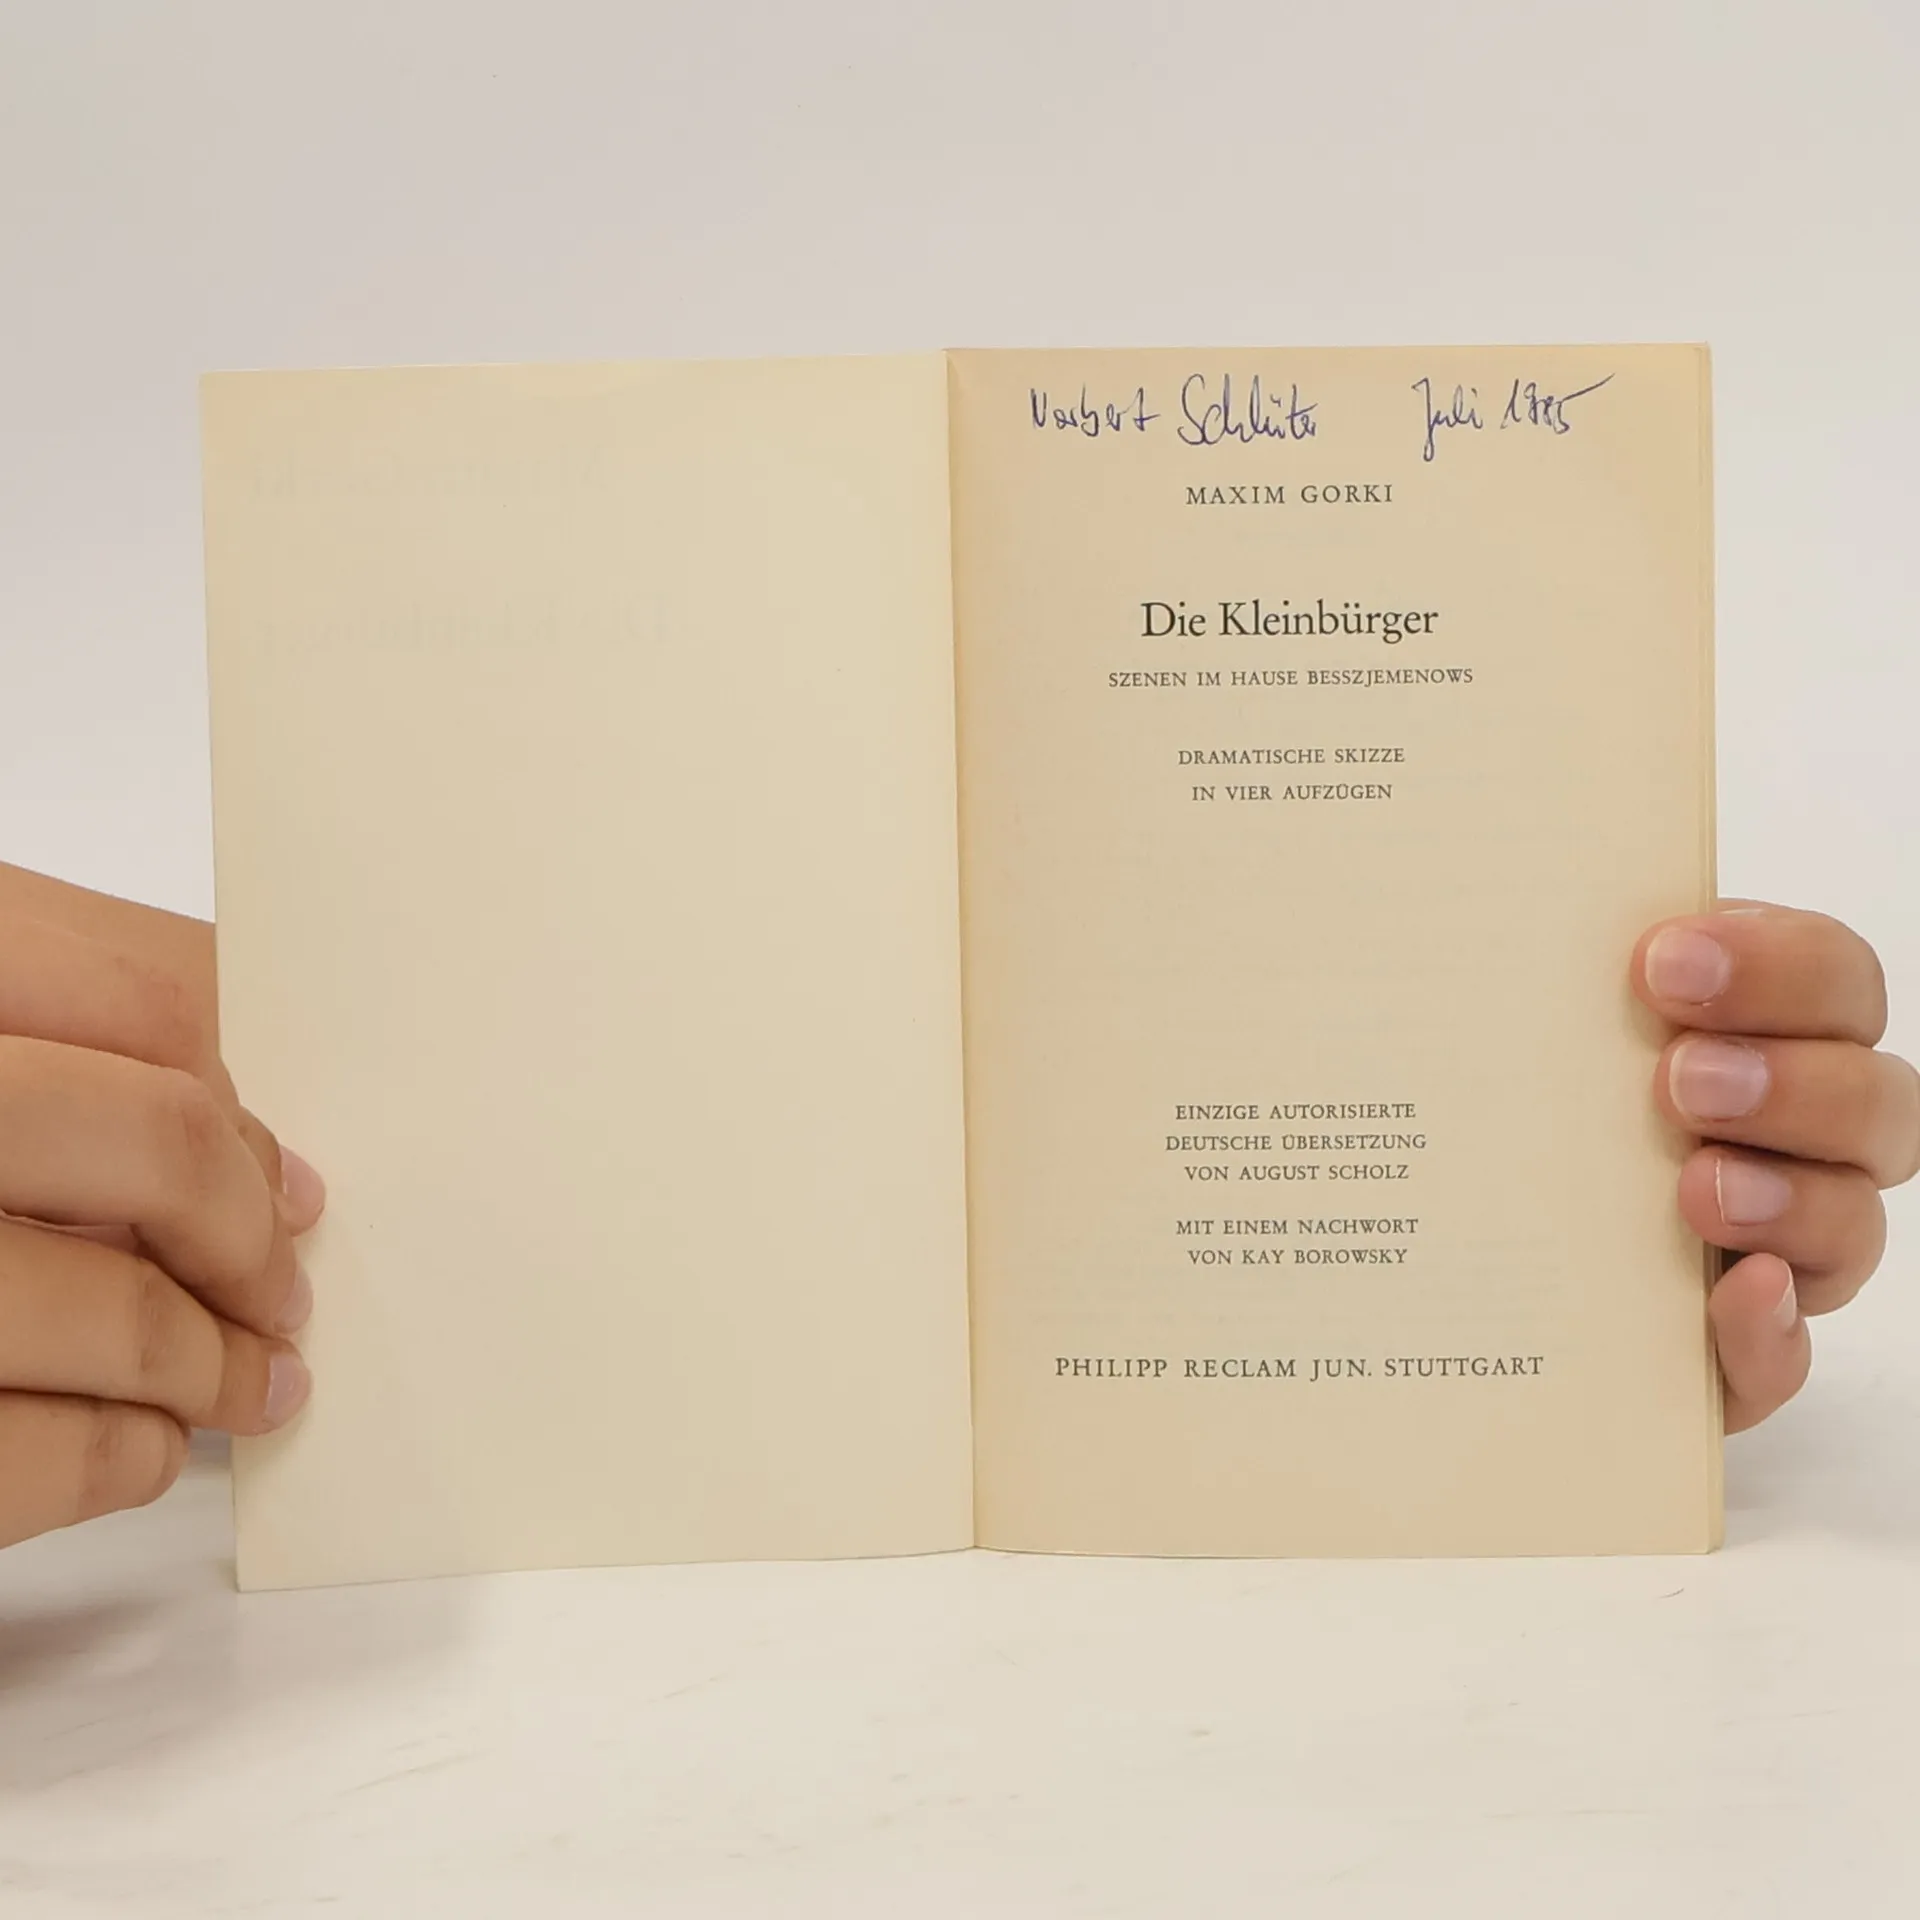 Norbert Schlüter Juli 1985
MAXIM GORKI
Die Kleinbürger
SZENEN IM HAUSE BESSZJEMENOWS
DRAMATISCHE SKIZZE
IN VIER AUFZÜGEN
EINZIGE AUTORISIERTE
DEUTSCHE ÜBERSETZUNG
VON AUGUST SCHOLZ
MIT EINEM NACHWORT
VON KAY BOROWSKY
PHILIPP RECLAM JUN. STUTTGART